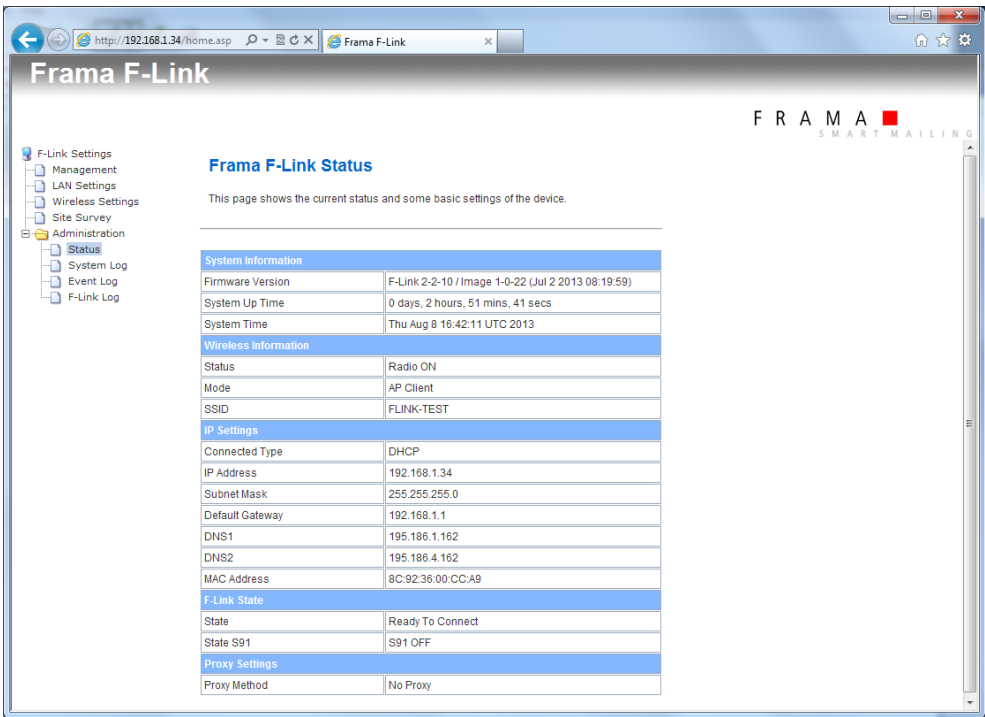 http://192.168.1.34/home.asp
Frama F-Link
Frama F-Link
FRAMA
SMART MAILING
F-Link Settings
Management
LAN Settings
Wireless Settings
Site Survey
Administration
Status
System Log
Event Log
F-Link Log
Frama F-Link Status
This page shows the current status and some basic settings of the device.
System Information
Firmware Version F-Link 2-2-10 / Image 1-0-22 (Jul 2 2013 08:19:59)
System Up Time 0 days, 2 hours, 51 mins, 41 secs
System Time Thu Aug 8 16:42:11 UTC 2013
Wireless Information
Status Radio ON
Mode AP Client
SSID FLINK-TEST
IP Settings
Connected Type DHCP
IP Address 192.168.1.34
Subnet Mask 255.255.255.0
Default Gateway 192.168.1.1
DNS1 195.186.1.162
DNS2 195.186.4.162
MAC Address 8C:92:36:00:CC:A9
F-Link State
State Ready To Connect
State S91 S91 OFF
Proxy Settings
Proxy Method No Proxy